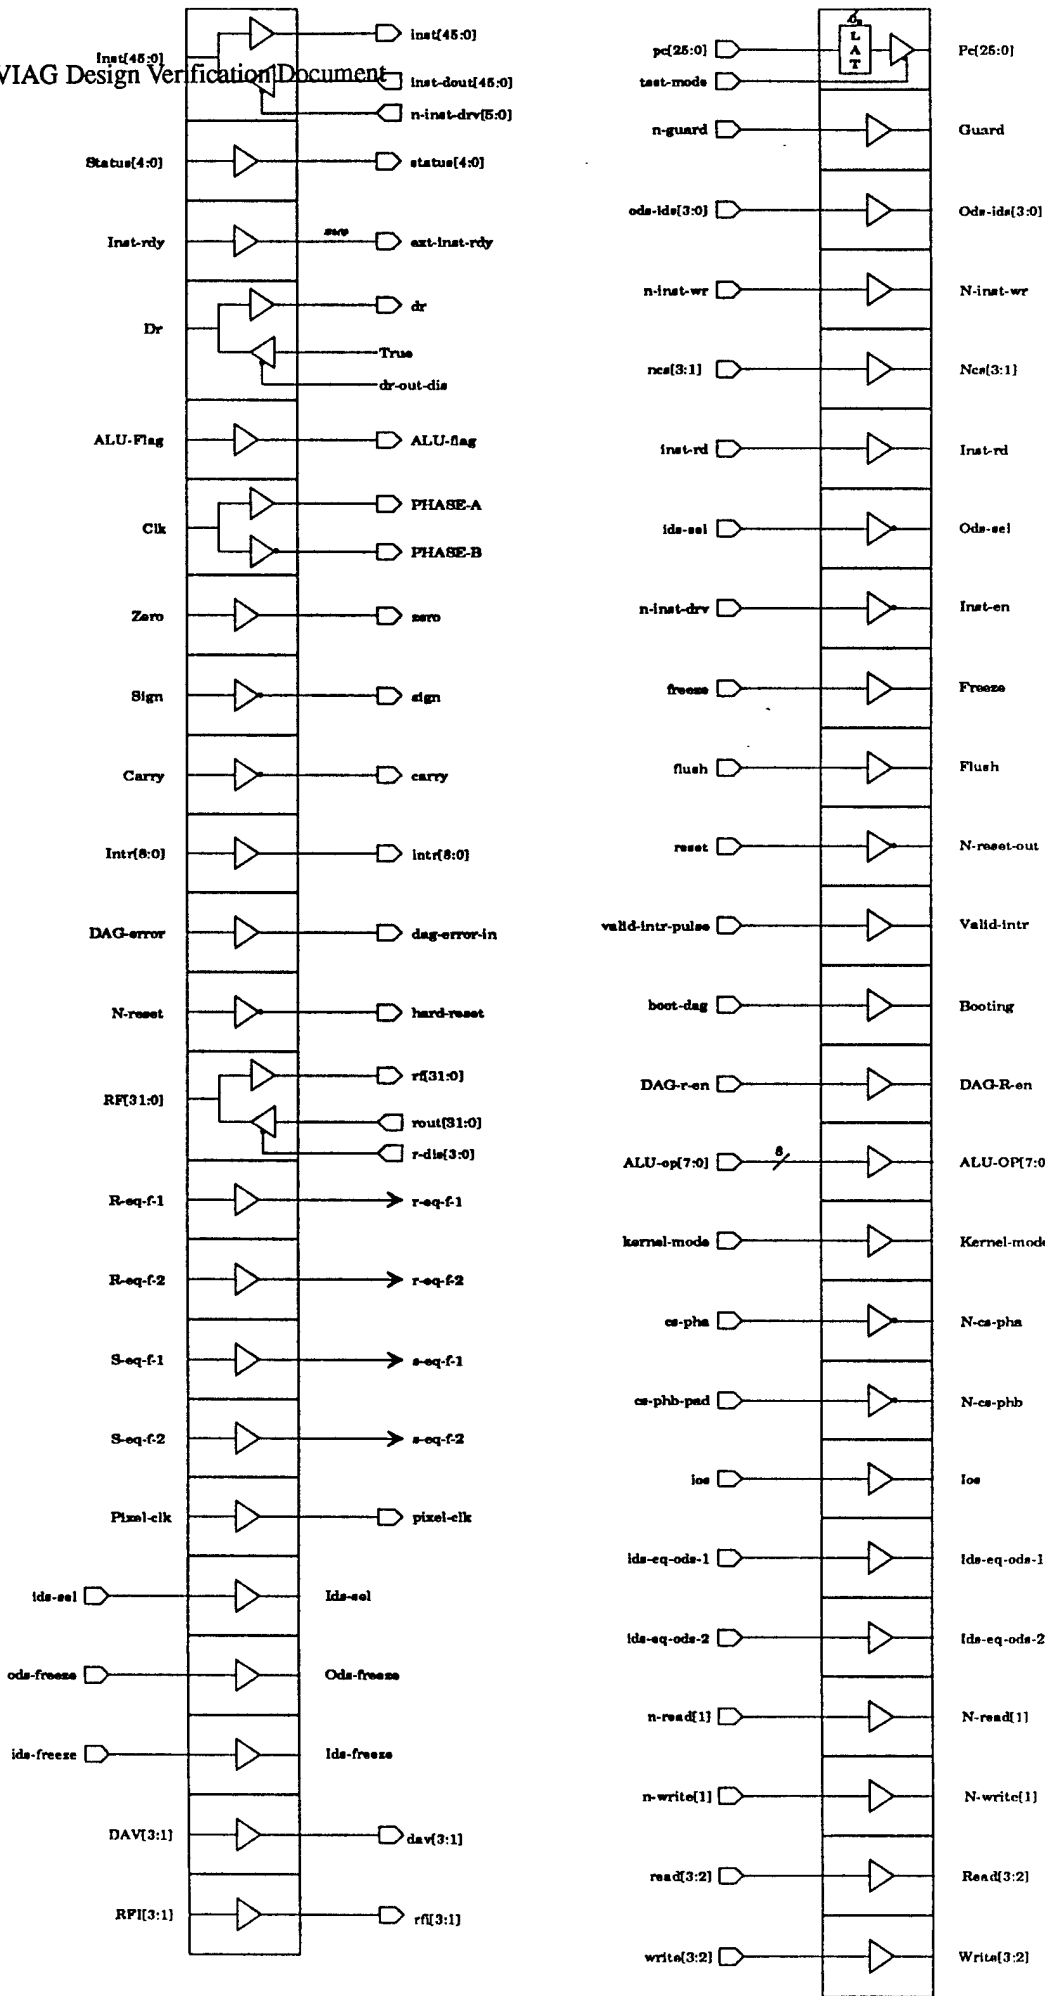 Inst[45:0]
inst[45:0]
VIAG Design Verification Document
inst-dout[45:0]
n-inst-drv[5:0]
Status[4:0]
status[4:0]
Inst-rdy
zero
ext-inst-rdy
Dr
dr
True
dr-out-dis
ALU-Flag
ALU-flag
Clk
PHASE-A
PHASE-B
Zero
zero
Sign
sign
Carry
carry
Intr[8:0]
intr[8:0]
DAG-error
dag-error-in
N-reset
hard-reset
RF[31:0]
rf[31:0]
rout[31:0]
r-dis[3:0]
R-eq-f-1
r-eq-f-1
R-eq-f-2
r-eq-f-2
S-eq-f-1
s-eq-f-1
S-eq-f-2
s-eq-f-2
Pixel-clk
pixel-clk
ids-sel
Ids-sel
ods-freeze
Ods-freeze
ids-freeze
Ids-freeze
DAV[3:1]
dav[3:1]
RFI[3:1]
rfi[3:1]
pc[25:0]
L
A
T
Pc[25:0]
test-mode
n-guard
Guard
ods-ids[3:0]
Ods-ids[3:0]
n-inst-wr
N-inst-wr
ncs[3:1]
Ncs[3:1]
inst-rd
Inst-rd
ids-sel
Ods-sel
n-inst-drv
Inst-en
freeze
Freeze
flush
Flush
reset
N-reset-out
valid-intr-pulse
Valid-intr
boot-dag
Booting
DAG-r-en
DAG-R-en
ALU-op[7:0]
8
ALU-OP[7:0
kernel-mode
Kernel-mode
cs-pha
N-cs-pha
cs-phb-pad
N-cs-phb
ios
Ios
ids-eq-ods-1
Ids-eq-ods-1
ids-eq-ods-2
Ids-eq-ods-2
n-read[1]
N-read[1]
n-write[1]
N-write[1]
read[3:2]
Read[3:2]
write[3:2]
Write[3:2]